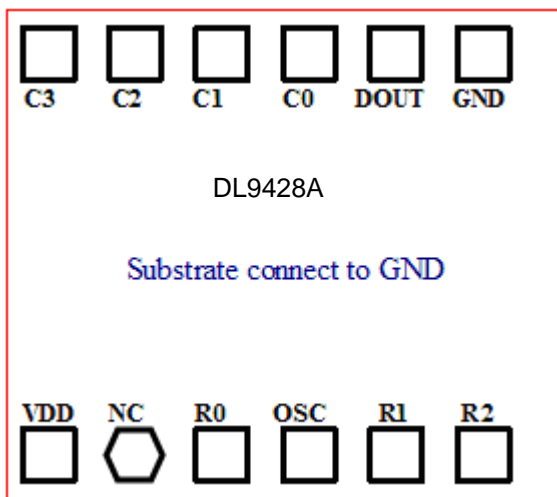 C3 C2 C1 C0 DOUT GND
DL9428A
Substrate connect to GND
VDD NC R0 OSC R1 R2